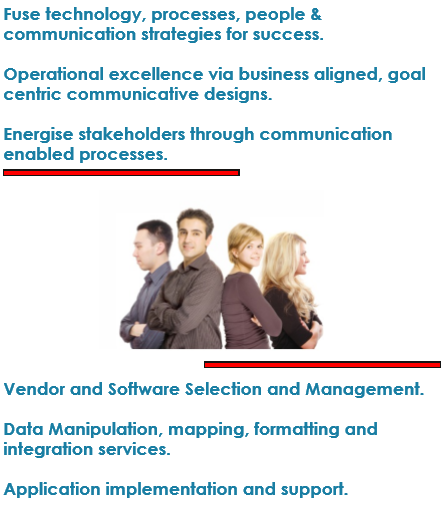 Fuse technology, processes, people &
communication strategies for success.
Operational excellence via business aligned, goal
centric communicative designs.
Energise stakeholders through communication
enabled processes.
Vendor and Software Selection and Management.
Data Manipulation, mapping, formatting and
integration services.
Application implementation and support.